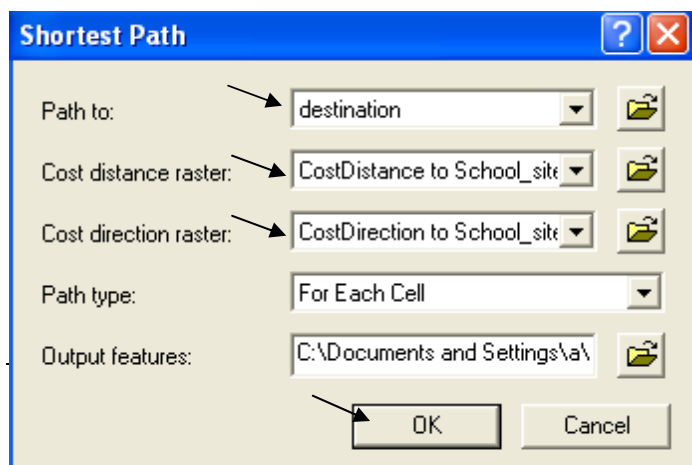 Shortest Path
Path to: destination
Cost distance raster: CostDistance to School_site
Cost direction raster: CostDirection to School_site
Path type: For Each Cell
Output features: C:\Documents and Settings\a\
OK Cancel